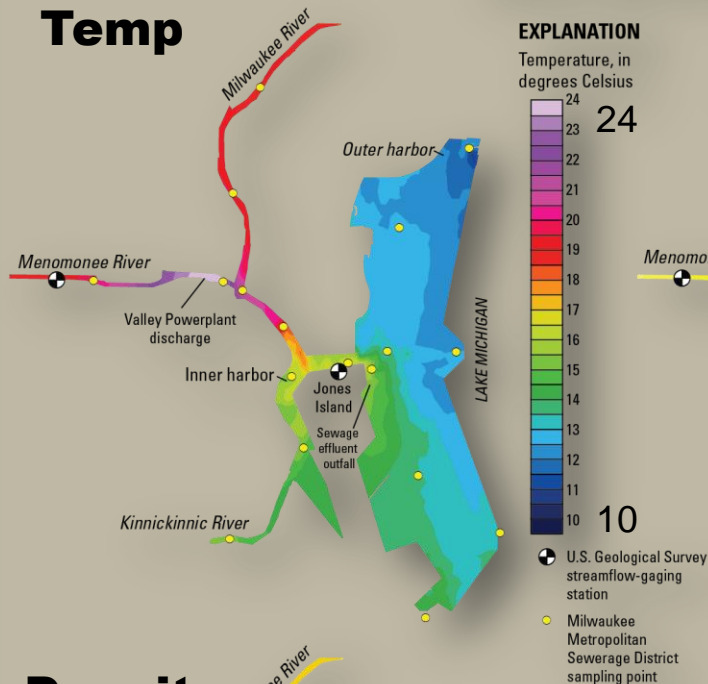 Temp
Milwaukee River
EXPLANATION
Temperature, in
degrees Celsius
24
24
23
22
21
20
19
18
17
16
15
14
13
12
11
10
10
Outer harbor
Menomonee River
Valley Powerplant
discharge
Inner harbor
Jones
Island
Sewage
effluent
outfall
LAKE MICHIGAN
Kinnickinnic River
U.S. Geological Survey
streamflow-gaging
station
Milwaukee
Metropolitan
Sewerage District
sampling point
Menomo
River